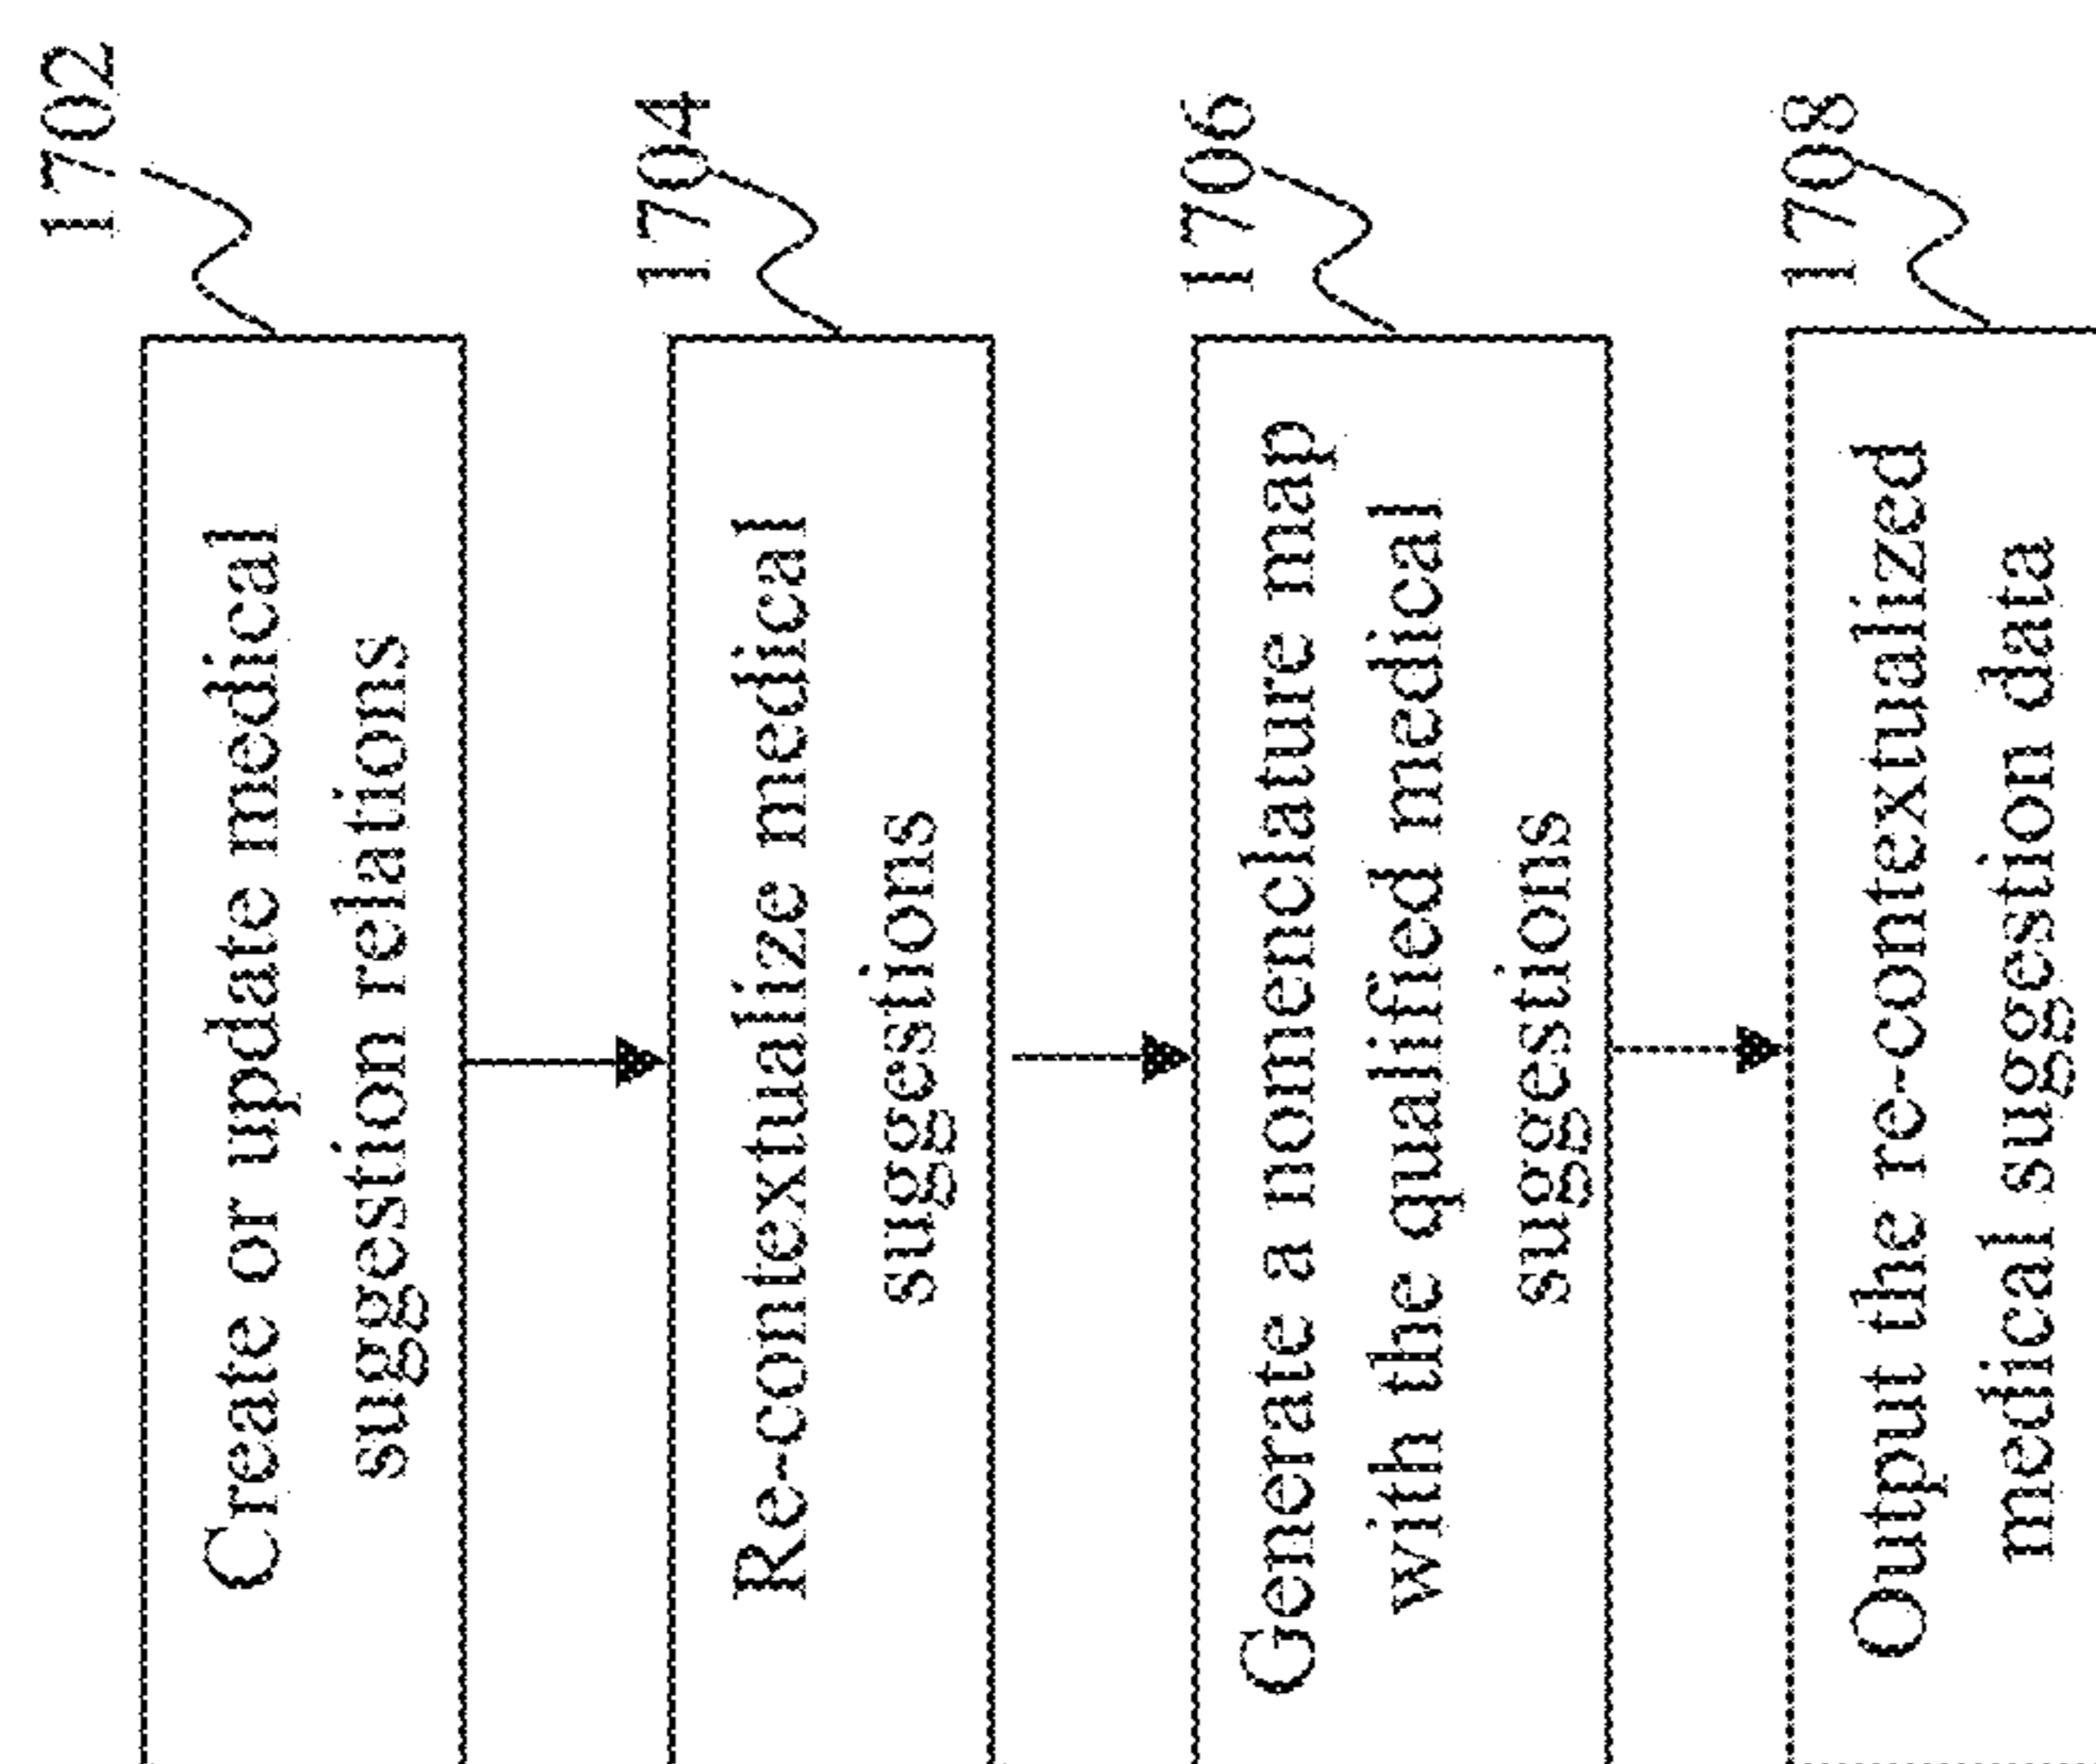 1702
Create or update medical
suggestion relations
1704
Re-contextualize medical
suggestions
1706
Generate a nomenclature map
with the qualified medical
suggestions
1708
Output the re-contextualized
medical suggestion data